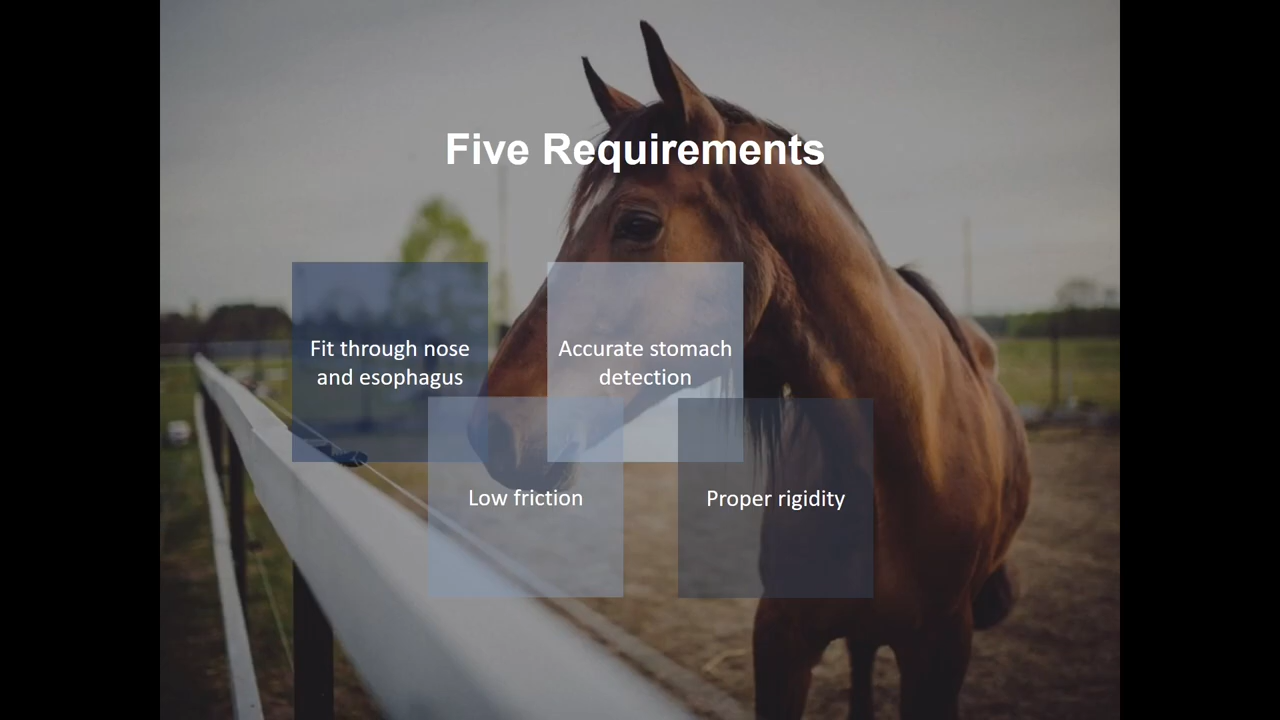 Five Requirements
Fit through nose
and esophagus
Accurate stomach
detection
Low friction
Proper rigidity